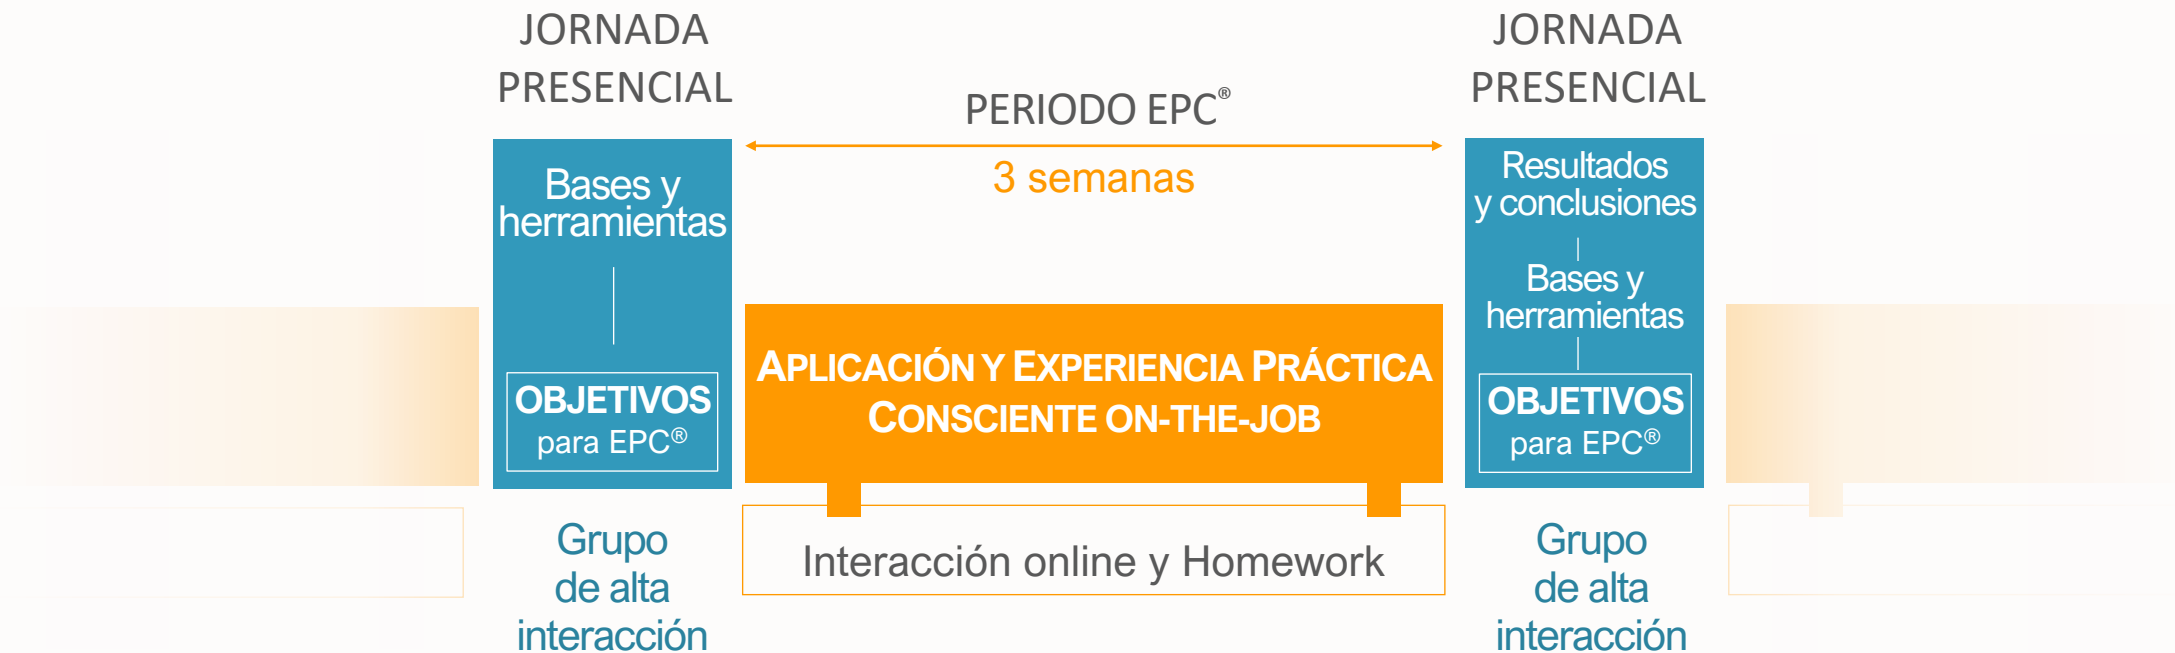 JORNADA
PRESENCIAL
Bases y
herramientas
OBJETIVOS
para EPC®
Grupo
de alta
interacción
PERIODO EPC®
3 semanas
APLICACIÓN Y EXPERIENCIA PRÁCTICA
CONSCIENTE ON-THE-JOB
Interacción online y Homework
JORNADA
PRESENCIAL
Resultados
y conclusiones
Bases y
herramientas
OBJETIVOS
para EPC®
Grupo
de alta
interacción